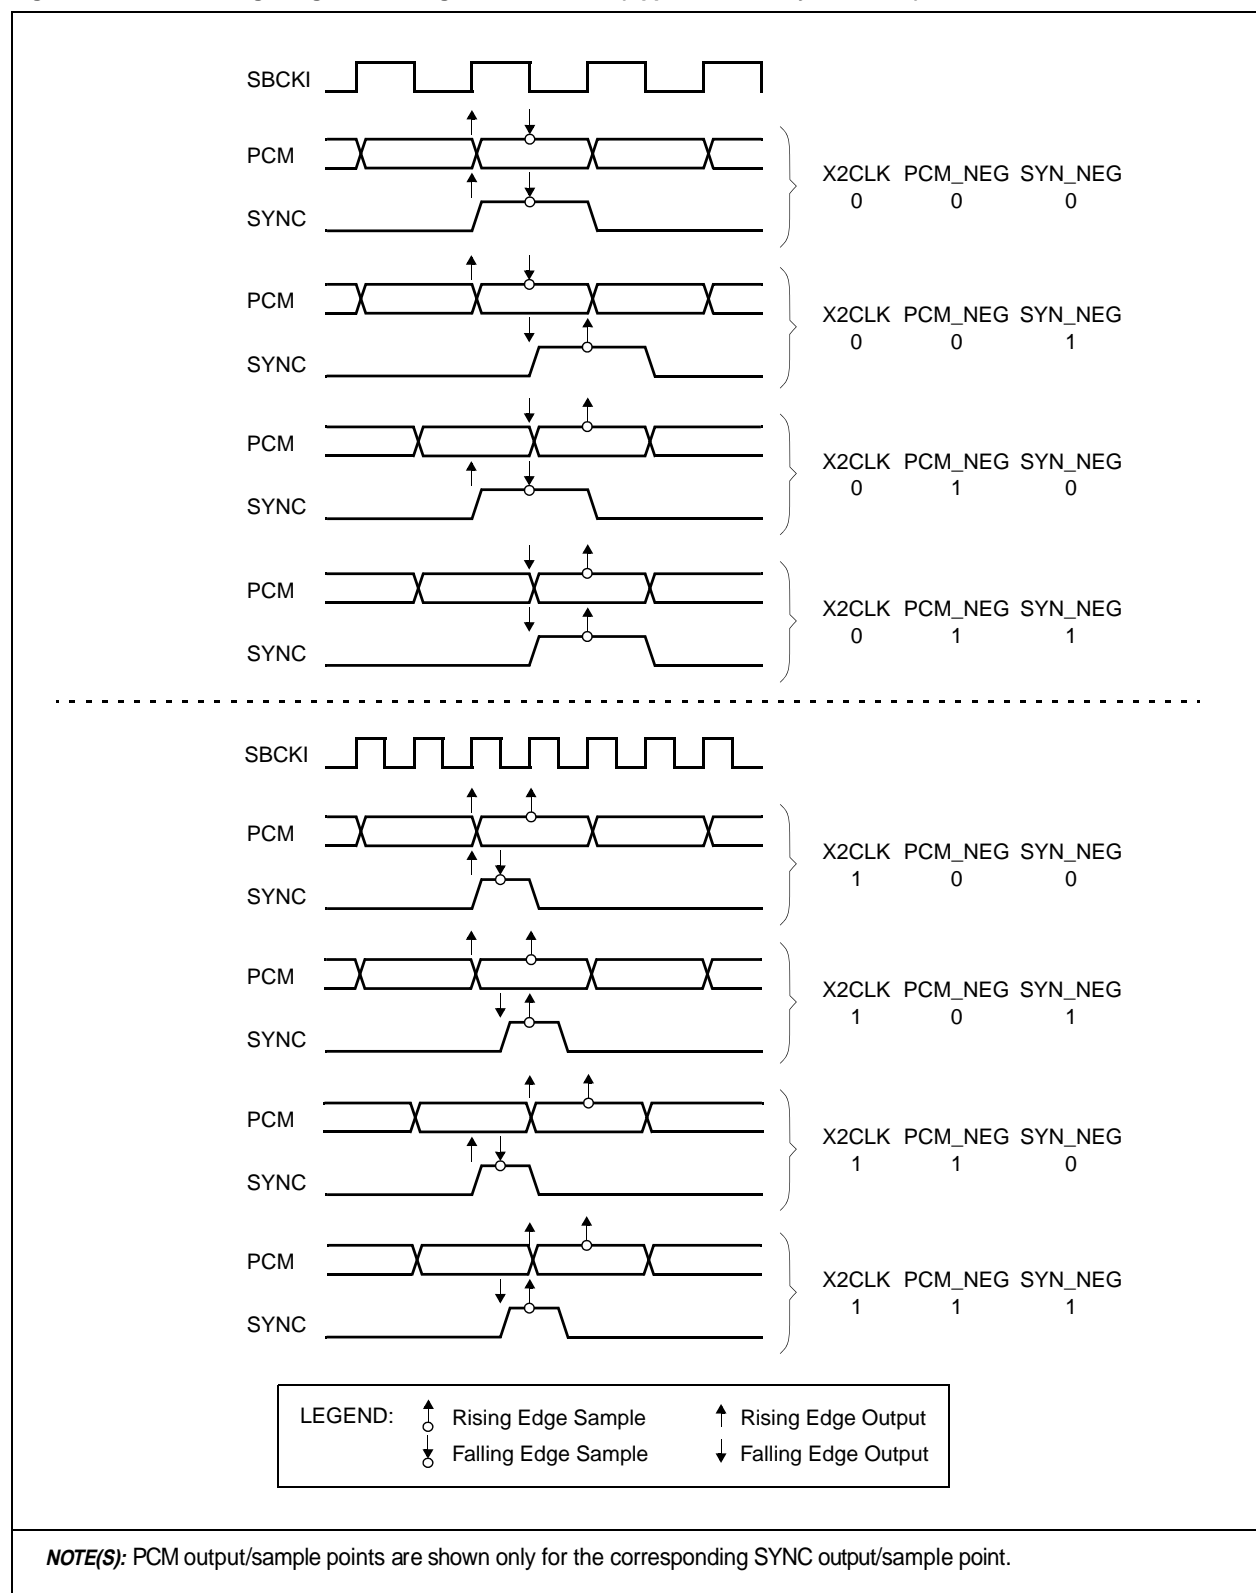 SBCKI
PCM
X2CLK PCM_NEG SYN_NEG
0 0 0
SYNC
PCM
X2CLK PCM_NEG SYN_NEG
0 0 1
SYNC
PCM
X2CLK PCM_NEG SYN_NEG
0 1 0
SYNC
PCM
X2CLK PCM_NEG SYN_NEG
0 1 1
SYNC
SBCKI
PCM
X2CLK PCM_NEG SYN_NEG
1 0 0
SYNC
PCM
X2CLK PCM_NEG SYN_NEG
1 0 1
SYNC
PCM
X2CLK PCM_NEG SYN_NEG
1 1 0
SYNC
PCM
X2CLK PCM_NEG SYN_NEG
1 1 1
SYNC
LEGEND: Rising Edge Sample Rising Edge Output
Falling Edge Sample Falling Edge Output
NOTE(S): PCM output/sample points are shown only for the corresponding SYNC output/sample point.